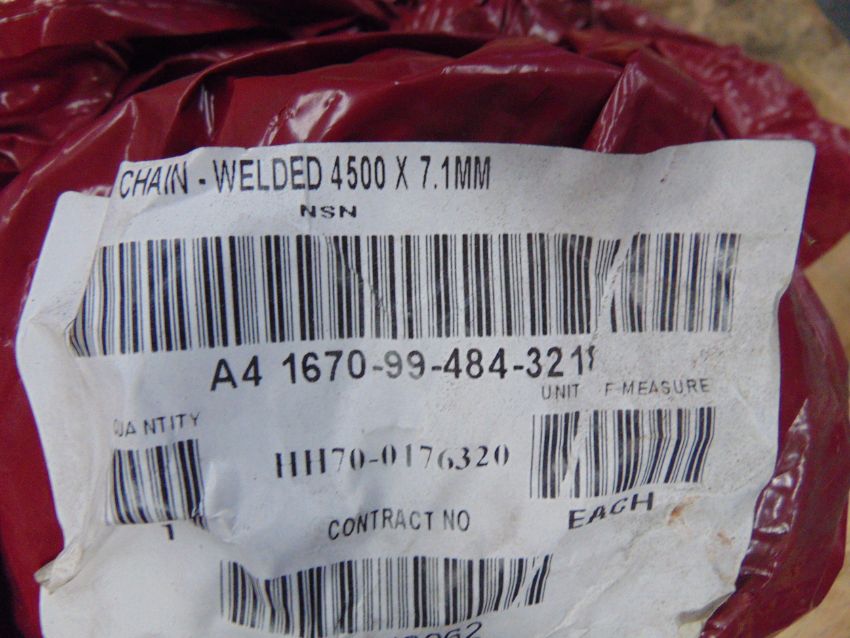 CHAIN - WELDED 4500 X 7.1MM
NSN
A4 1670-99-484-321
UNIT F MEASURE
QUANTITY
HH70-0176320
1
EACH
CONTRACT NO